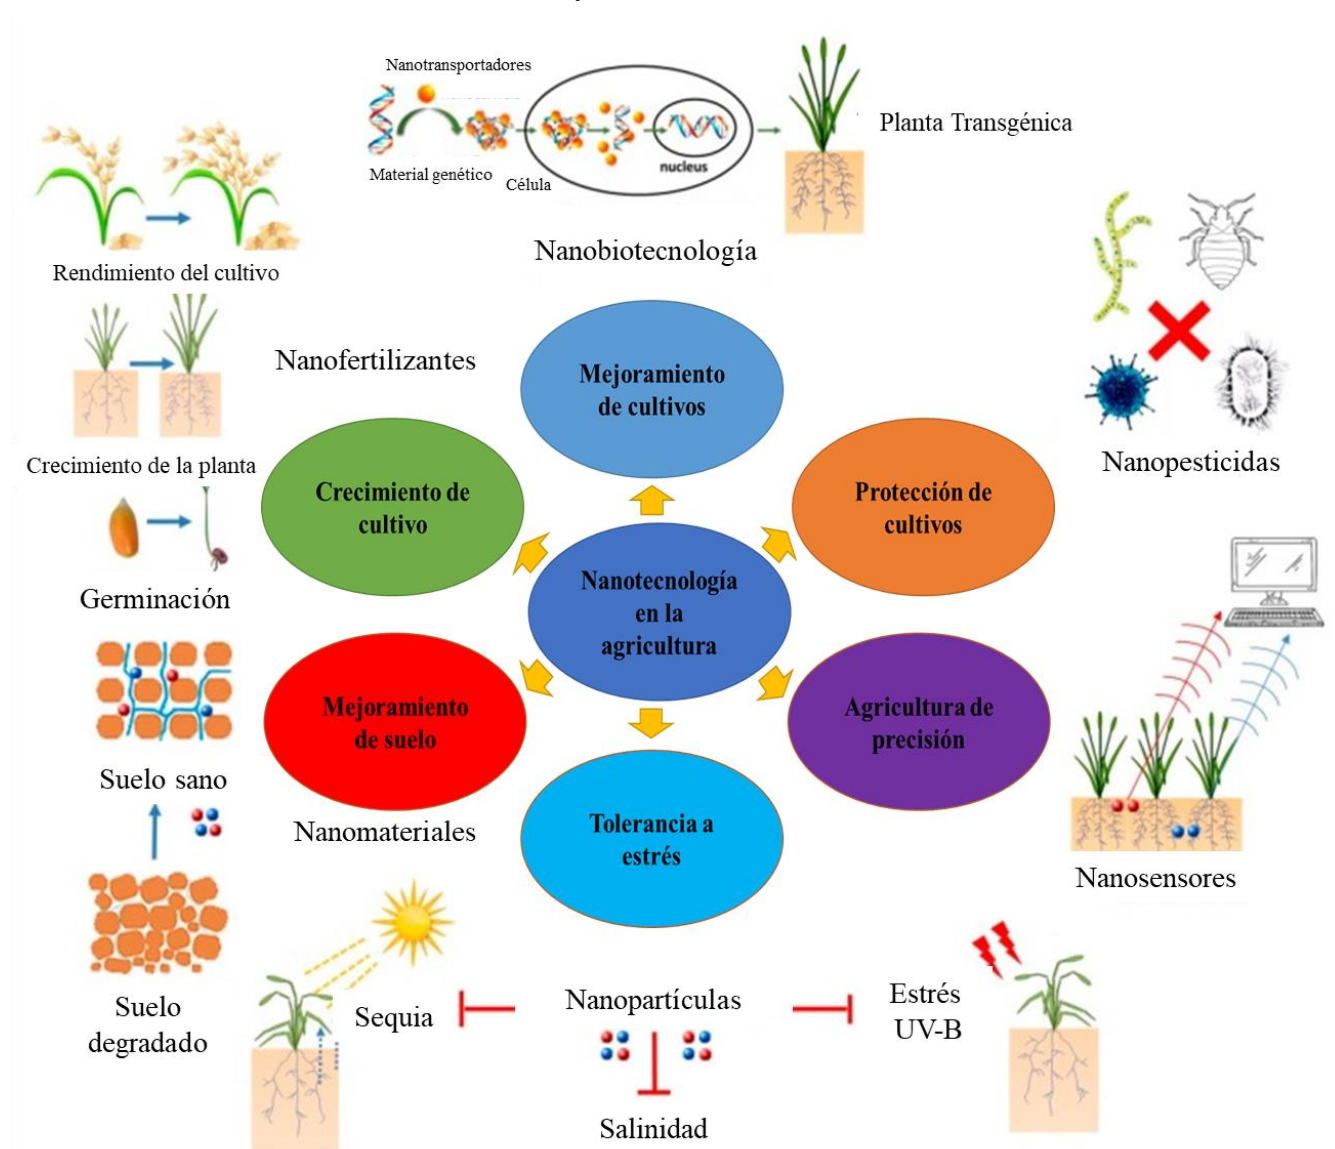 Nanotransportadores
Material genético
Célula
nucleus
Planta Transgénica
Nanobiotecnología
Rendimiento del cultivo
Nanofertilizantes
Crecimiento de la planta
Germinación
Mejoramiento
de cultivos
Crecimiento de
cultivo
Protección de
cultivos
Nanopesticidas
Nanotecnología
en la
agricultura
Mejoramiento
de suelo
Agricultura de
precisión
Tolerancia a
estrés
Suelo sano
Nanomateriales
Nanosensores
Suelo
degradado
Sequia
Nanopartículas
Estrés
UV-B
Salinidad